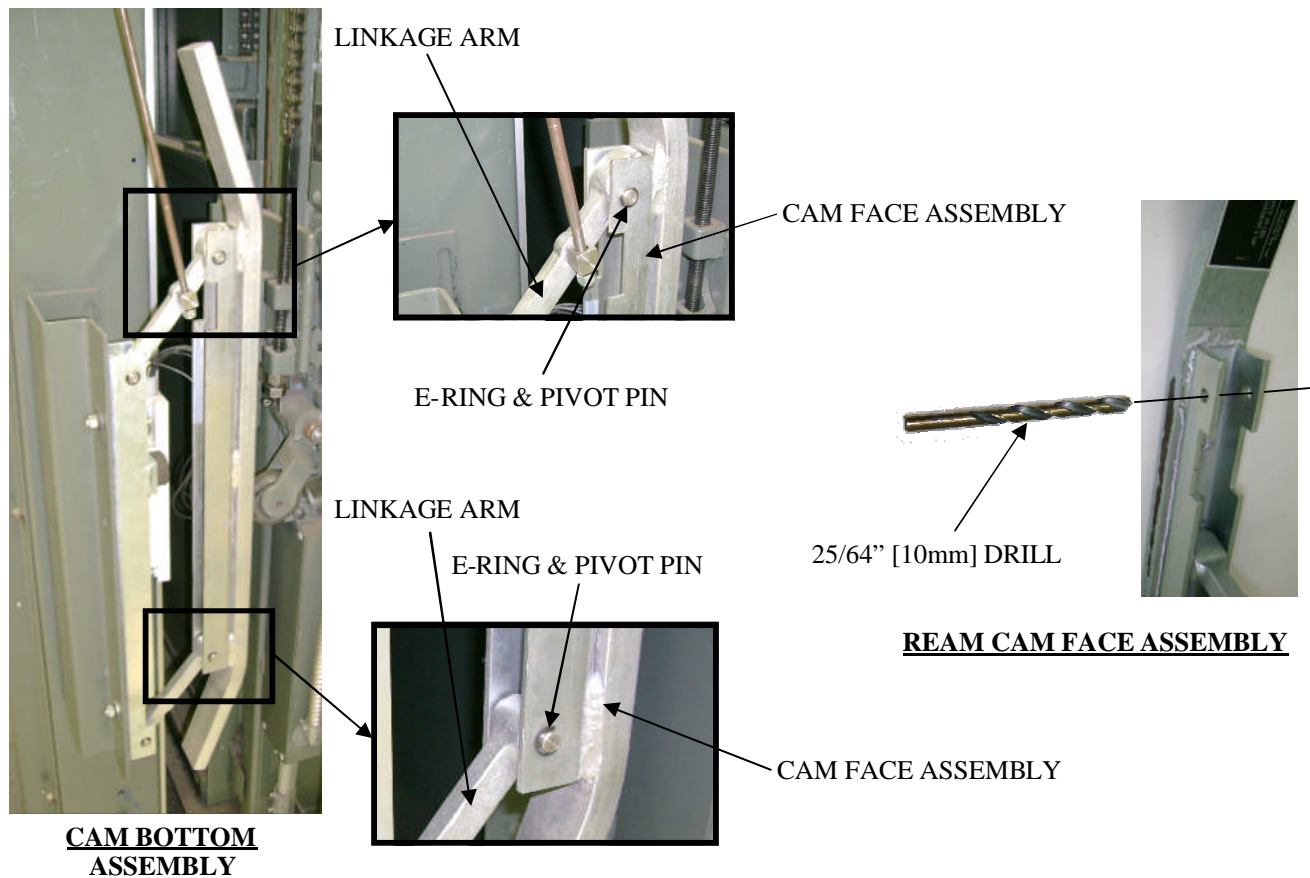 LINKAGE ARM
CAM FACE ASSEMBLY
E-RING & PIVOT PIN
LINKAGE ARM
E-RING & PIVOT PIN
25/64” [10mm] DRILL
REAM CAM FACE ASSEMBLY
CAM FACE ASSEMBLY
CAM BOTTOM
ASSEMBLY